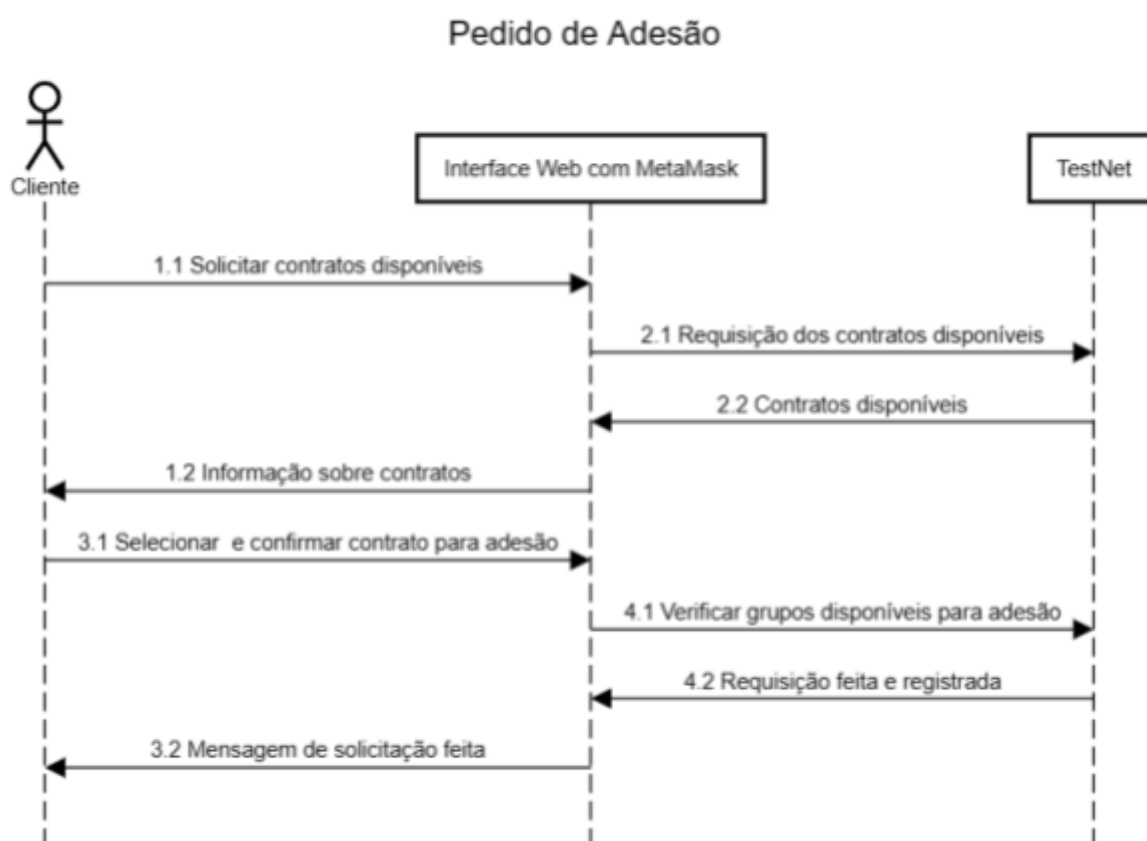 Pedido de Adesão
Cliente
Interface Web com MetaMask
TestNet
1.1 Solicitar contratos disponíveis
2.1 Requisição dos contratos disponíveis
2.2 Contratos disponíveis
1.2 Informação sobre contratos
3.1 Selecionar  e confirmar contrato para adesão
4.1 Verificar grupos disponíveis para adesão
4.2 Requisição feita e registrada
3.2 Mensagem de solicitação feita